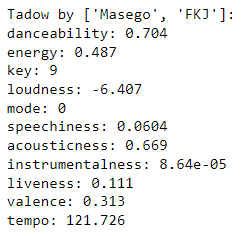 Tadow by ['Masego', 'FKJ']:
danceability: 0.704
energy: 0.487
key: 9
loudness: -6.407
mode: 0
speechiness: 0.0604
acousticness: 0.669
instrumentalness: 8.64e-05
liveness: 0.111
valence: 0.313
tempo: 121.726